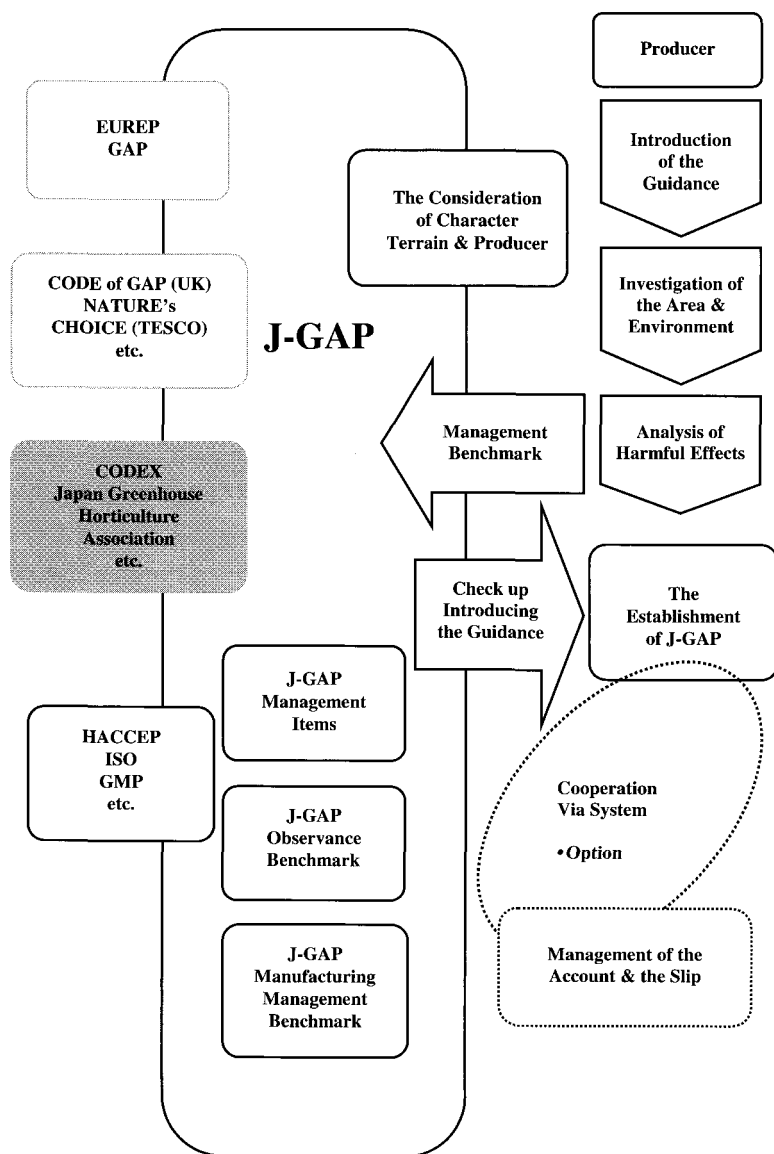 EUREP
GAP
CODE of GAP (UK)
NATURE's
CHOICE (TESCO)
etc.
CODEX
Japan Greenhouse
Horticulture
Association
etc.
HACCEP
ISO
GMP
etc.
J-GAP
The Consideration
of Character
Terrain & Producer
Management
Benchmark
Check up
Introducing
the Guidance
J-GAP
Management
Items
J-GAP
Observance
Benchmark
J-GAP
Manufacturing
Management
Benchmark
Producer
Introduction
of the
Guidance
Investigation of
the Area &
Environment
Analysis of
Harmful Effects
The
Establishment
of J-GAP
Cooperation
Via System
•Option
Management of the
Account & the Slip